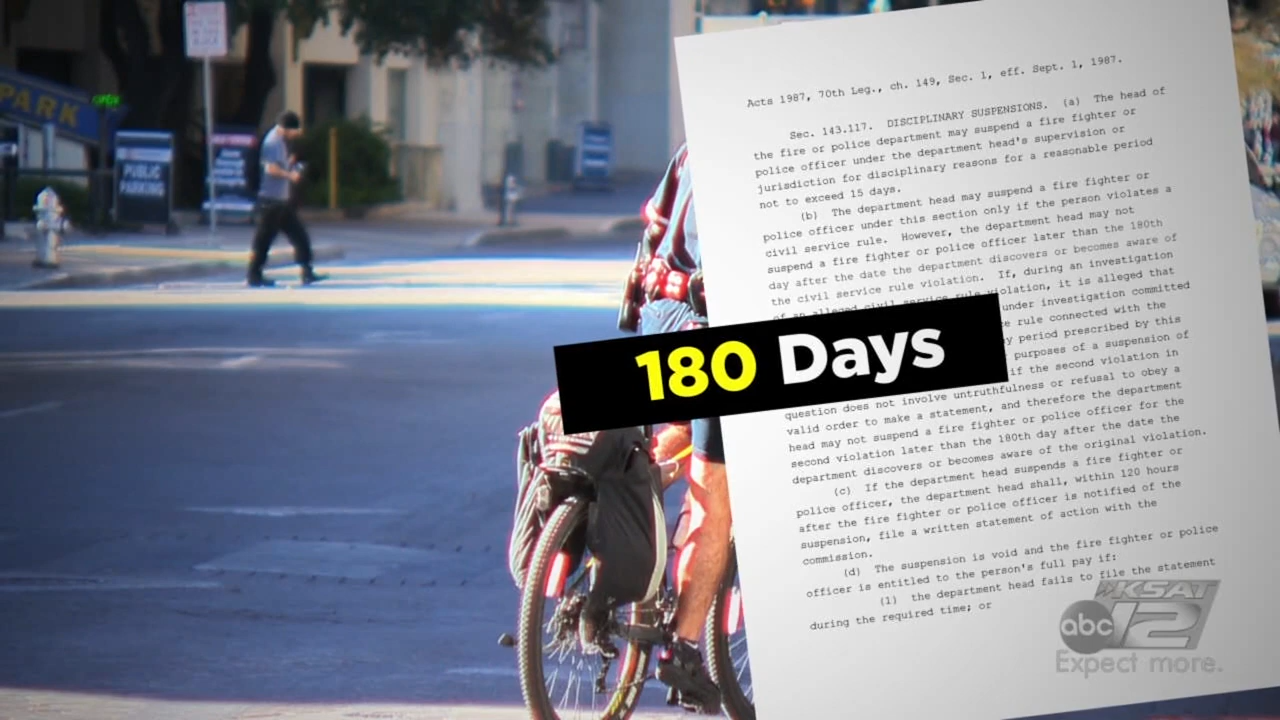 PARK
PUBLIC
PARKING
Acts 1987, 70th Leg., ch. 149, Sec. 1, eff. Sept. 1, 1987.
Sec. 143.117. DISCIPLINARY SUSPENSIONS. (a) The head of
the fire or police department may suspend a fire fighter or
police officer under the department head's supervision or
jurisdiction for disciplinary reasons for a reasonable period
not to exceed 15 days.
(b) The department head may suspend a fire fighter or
police officer under this section only if the person violates a
civil service rule. However, the department head may not
suspend a fire fighter or police officer later than the 180th
day after the date the department discovers or becomes aware of
the civil service rule violation. If, during an investigation
of an alleged civil service rule violation, it is alleged that
under investigation committed
rule connected with the
period prescribed by this
purposes of a suspension of
if the second violation in
180 Days
question does not involve untruthfulness or refusal to obey a
valid order to make a statement, and therefore the department
head may not suspend a fire fighter or police officer for the
second violation later than the 180th day after the date the
department discovers or becomes aware of the original violation.
(c) If the department head suspends a fire fighter or
police officer, the department head shall, within 120 hours
after the fire fighter or police officer is notified of the
suspension, file a written statement of action with the
commission.
(d) The suspension is void and the fire fighter or police
officer is entitled to the person's full pay if:
(1) the department head fails to file the statement
during the required time; or
KSAT
abc 12
Expect more.